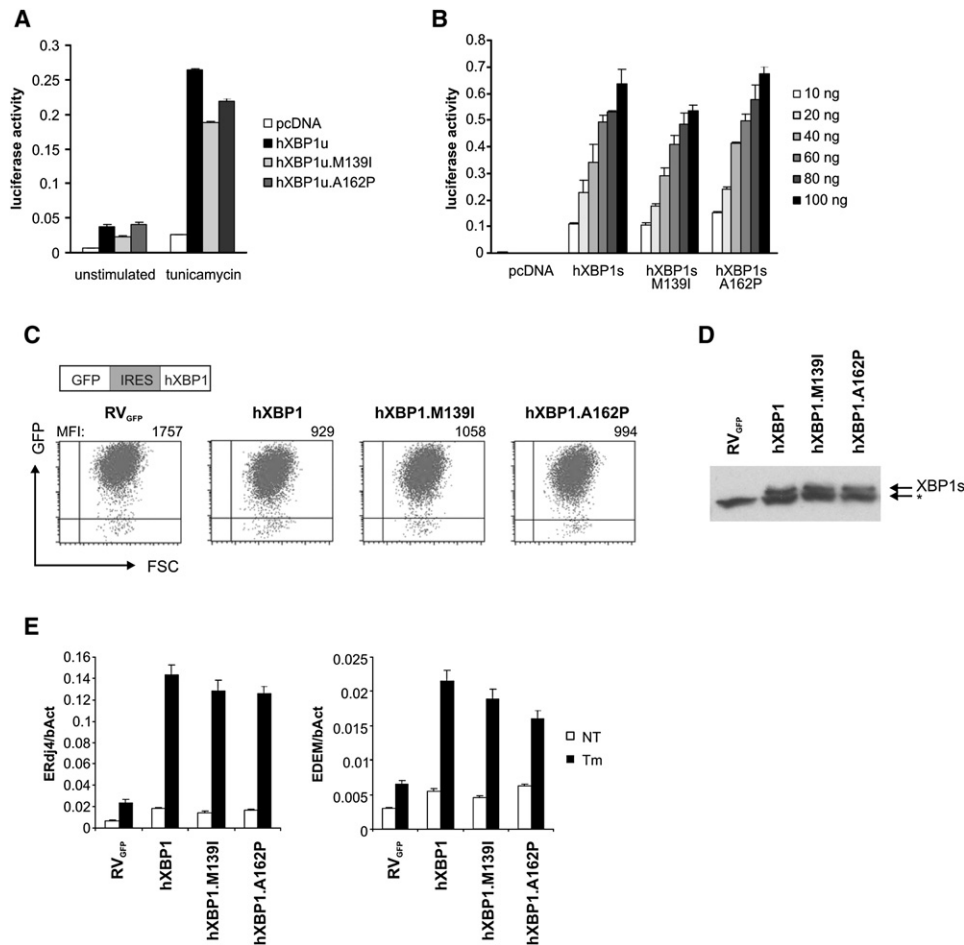 A
luciferase activity
0.3
0.25
0.2
0.15
0.1
0.05
0
unstimulated tunicamycin
pcDNA
hXBP1u
hXBP1u.M139I
hXBP1u.A162P
B
luciferase activity
0.8
0.7
0.6
0.5
0.4
0.3
0.2
0.1
0
pcDNA hXBP1s hXBP1s hXBP1s
M139I A162P
10 ng
20 ng
40 ng
60 ng
80 ng
100 ng
C
GFP IRES hXBP1
RVGFP hXBP1 hXBP1.M139I hXBP1.A162P
MFI: 1757 929 1058 994
GFP
FSC
D
RVGFP
hXBP1
hXBP1.M139I
hXBP1.A162P
XBP1s
*
E
ERdj4/bAct
0.16
0.14
0.12
0.1
0.08
0.06
0.04
0.02
0
RVGFP
hXBP1
hXBP1.M139I
hXBP1.A162P
EDEM/bAct
0.025
0.02
0.015
0.01
0.005
0
RVGFP
hXBP1
hXBP1.M139I
hXBP1.A162P
NT
Tm